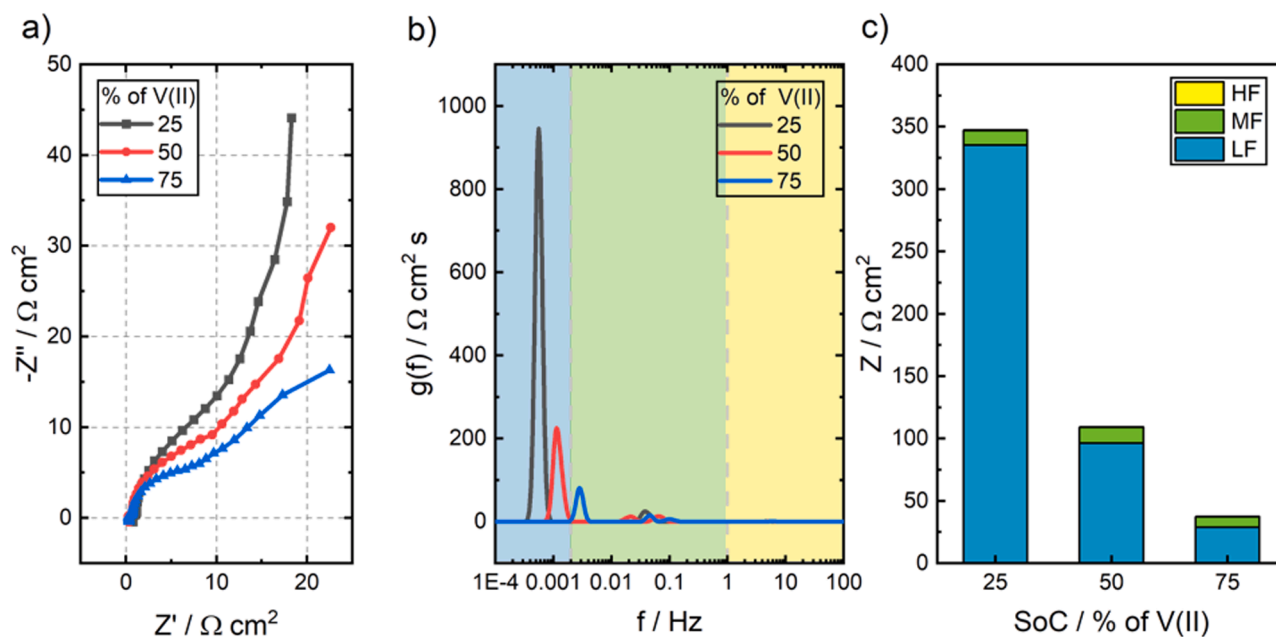 a)
50
40
30
20
10
0
-Z" / Ω cm²
% of V(II)
25
50
75
0
10
20
Z' / Ω cm²
b)
1000
800
600
400
200
0
g(f) / Ω cm² s
% of V(II)
25
50
75
1E-4
0.001
0.01
0.1
1
10
100
f / Hz
c)
400
350
300
250
200
150
100
50
0
Z / Ω cm²
HF
MF
LF
25
50
75
SoC / % of V(II)